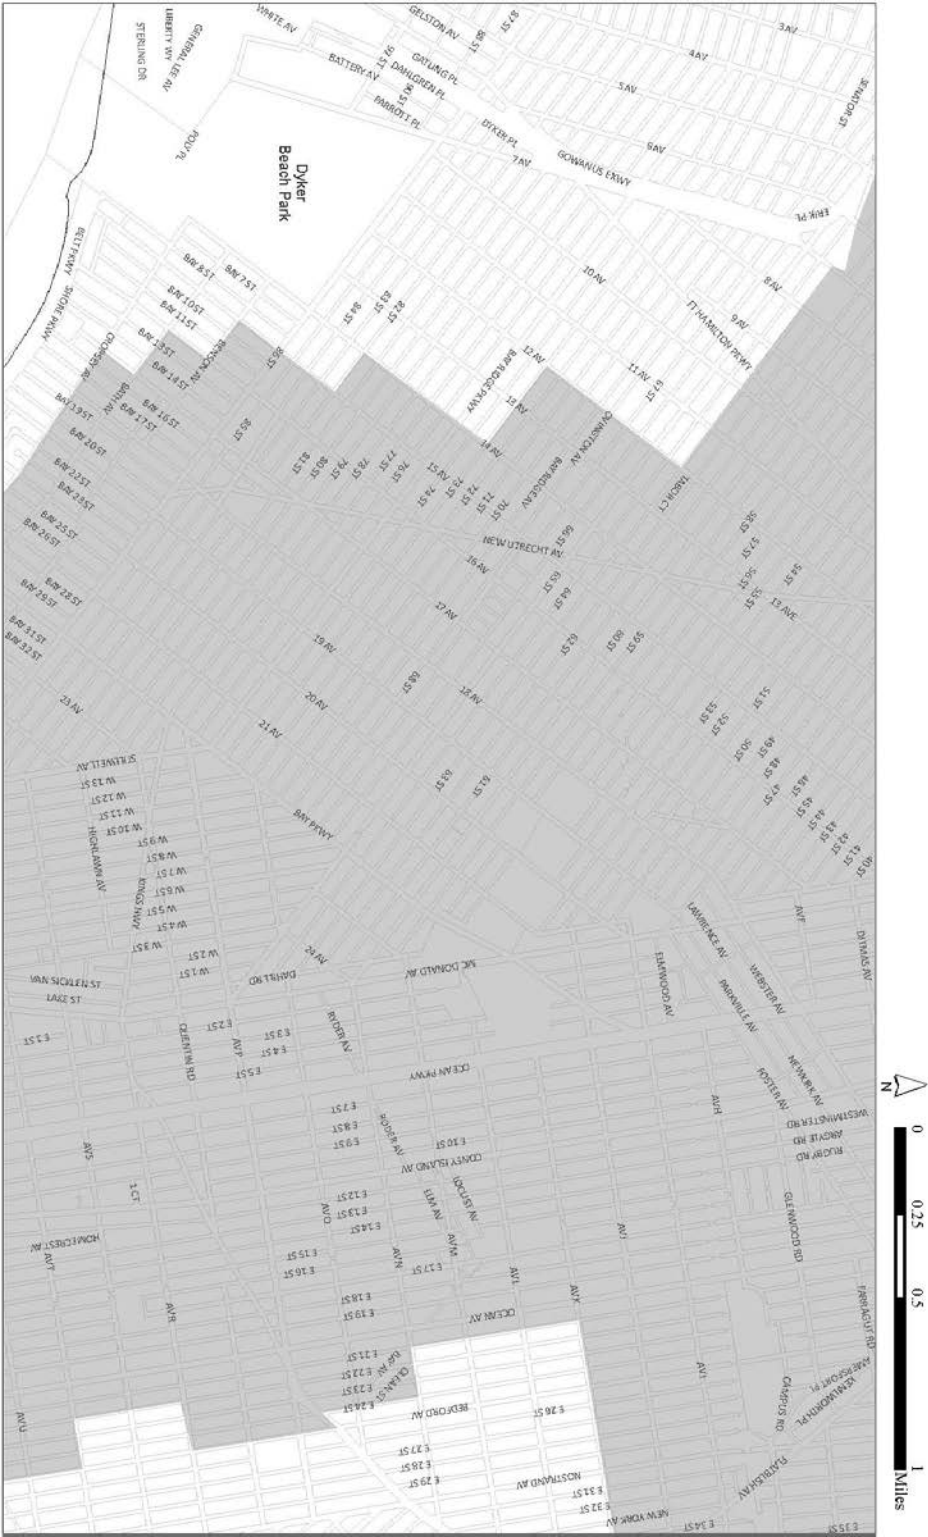 3 AV
87 ST
GELSTON AV
WHITE AV
86 ST
4 AV
LIBERTY WY
STERLING DR
GENERAL LEE AV
92 ST
GATLING PL
BATTERY AV
DAHLGREN PL
90 ST
5 AV
SENATOR ST
PARROTT PL
DYKER PL
POLY PL
7 AV
6 AV
GOWANUS EXWY
Dyker
Beach Park
ERIK PL
BELT PKWY
SHORE PKWY
BAY 8 ST
BAY 7 ST
10 AV
8 AV
BAY 10 ST
BAY 11 ST
84 ST
83 ST
82 ST
FT HAMILTON PKWY
9 AV
BAY 13 ST
CROPSEY AV
BENSON AV
86 ST
12 AV
BAY RIDGE PKWY
11 AV
67 ST
BAY 14 ST
BATH AV
13 AV
BAY 19 ST
BAY 17 ST
BAY 16 ST
85 ST
OVINGTON AV
14 AV
BAY 20 ST
81 ST
80 ST
79 ST
78 ST
77 ST
76 ST
15 AV
74 ST
73 ST
72 ST
71 ST
70 ST
BAY RIDGE AV
TABOR CT
BAY 22 ST
BAY 23 ST
BAY 25 ST
BAY 26 ST
NEW UTRECHT AV
66 ST
58 ST
57 ST
16 AV
65 ST
64 ST
56 ST
55 ST
54 ST
13 AVE
BAY 28 ST
BAY 29 ST
17 AV
BAY 31 ST
BAY 32 ST
19 AV
62 ST
60 ST
59 ST
23 AV
20 AV
68 ST
18 AV
53 ST
52 ST
51 ST
21 AV
50 ST
49 ST
48 ST
47 ST
STILLWELL AV
W 13 ST
W 12 ST
W 11 ST
W 10 ST
63 ST
61 ST
46 ST
45 ST
44 ST
43 ST
42 ST
41 ST
40 ST
BAY PKWY
HIGHLAWN AV
KINGS HWY
W 9 ST
W 8 ST
W 7 ST
W 6 ST
W 5 ST
W 4 ST
W 3 ST
W 2 ST
W 1 ST
LAWRENCE AV
AV F
DITMAS AV
24 AV
VAN SICKLEN ST
LAKE ST
DAHILL RD
MC DONALD AV
ELMWOOD AV
WEBSTER AV
PARKVILLE AV
E 1 ST
QUENTIN RD
E 2 ST
AV P
E 3 ST
E 4 ST
E 5 ST
RYDER AV
OCEAN PKWY
FOSTER AV
NEWKIRK AV
AV H
E 7 ST
E 8 ST
E 9 ST
RODER AV
E 10 ST
WESTMINSTER RD
ARGYLE RD
RUGBY RD
AV S
CONEY ISLAND AV
1 CT
AV O
E 12 ST
E 13 ST
E 14 ST
ELM AV
LOCUST AV
GLENWOOD RD
HOMECREST AV
AV T
E 15 ST
E 16 ST
AV N
AV M
E 17 ST
AV L
AV K
AV I
AV R
E 18 ST
E 19 ST
OCEAN AV
FARRAGUT RD
E 21 ST
E 22 ST
E 23 ST
E 24 ST
BAY AV
OLEAN ST
AV J
CAMPUS RD
AMERSFORT PL
KENILWORTH PL
AV U
BEDFORD AV
E 26 ST
E 27 ST
E 28 ST
E 29 ST
NOSTRAND AV
E 31 ST
E 32 ST
NEW YORK AV
FLATBUSH AV
E 34 ST
E 35 ST
N
0 0.25 0.5 1
Miles